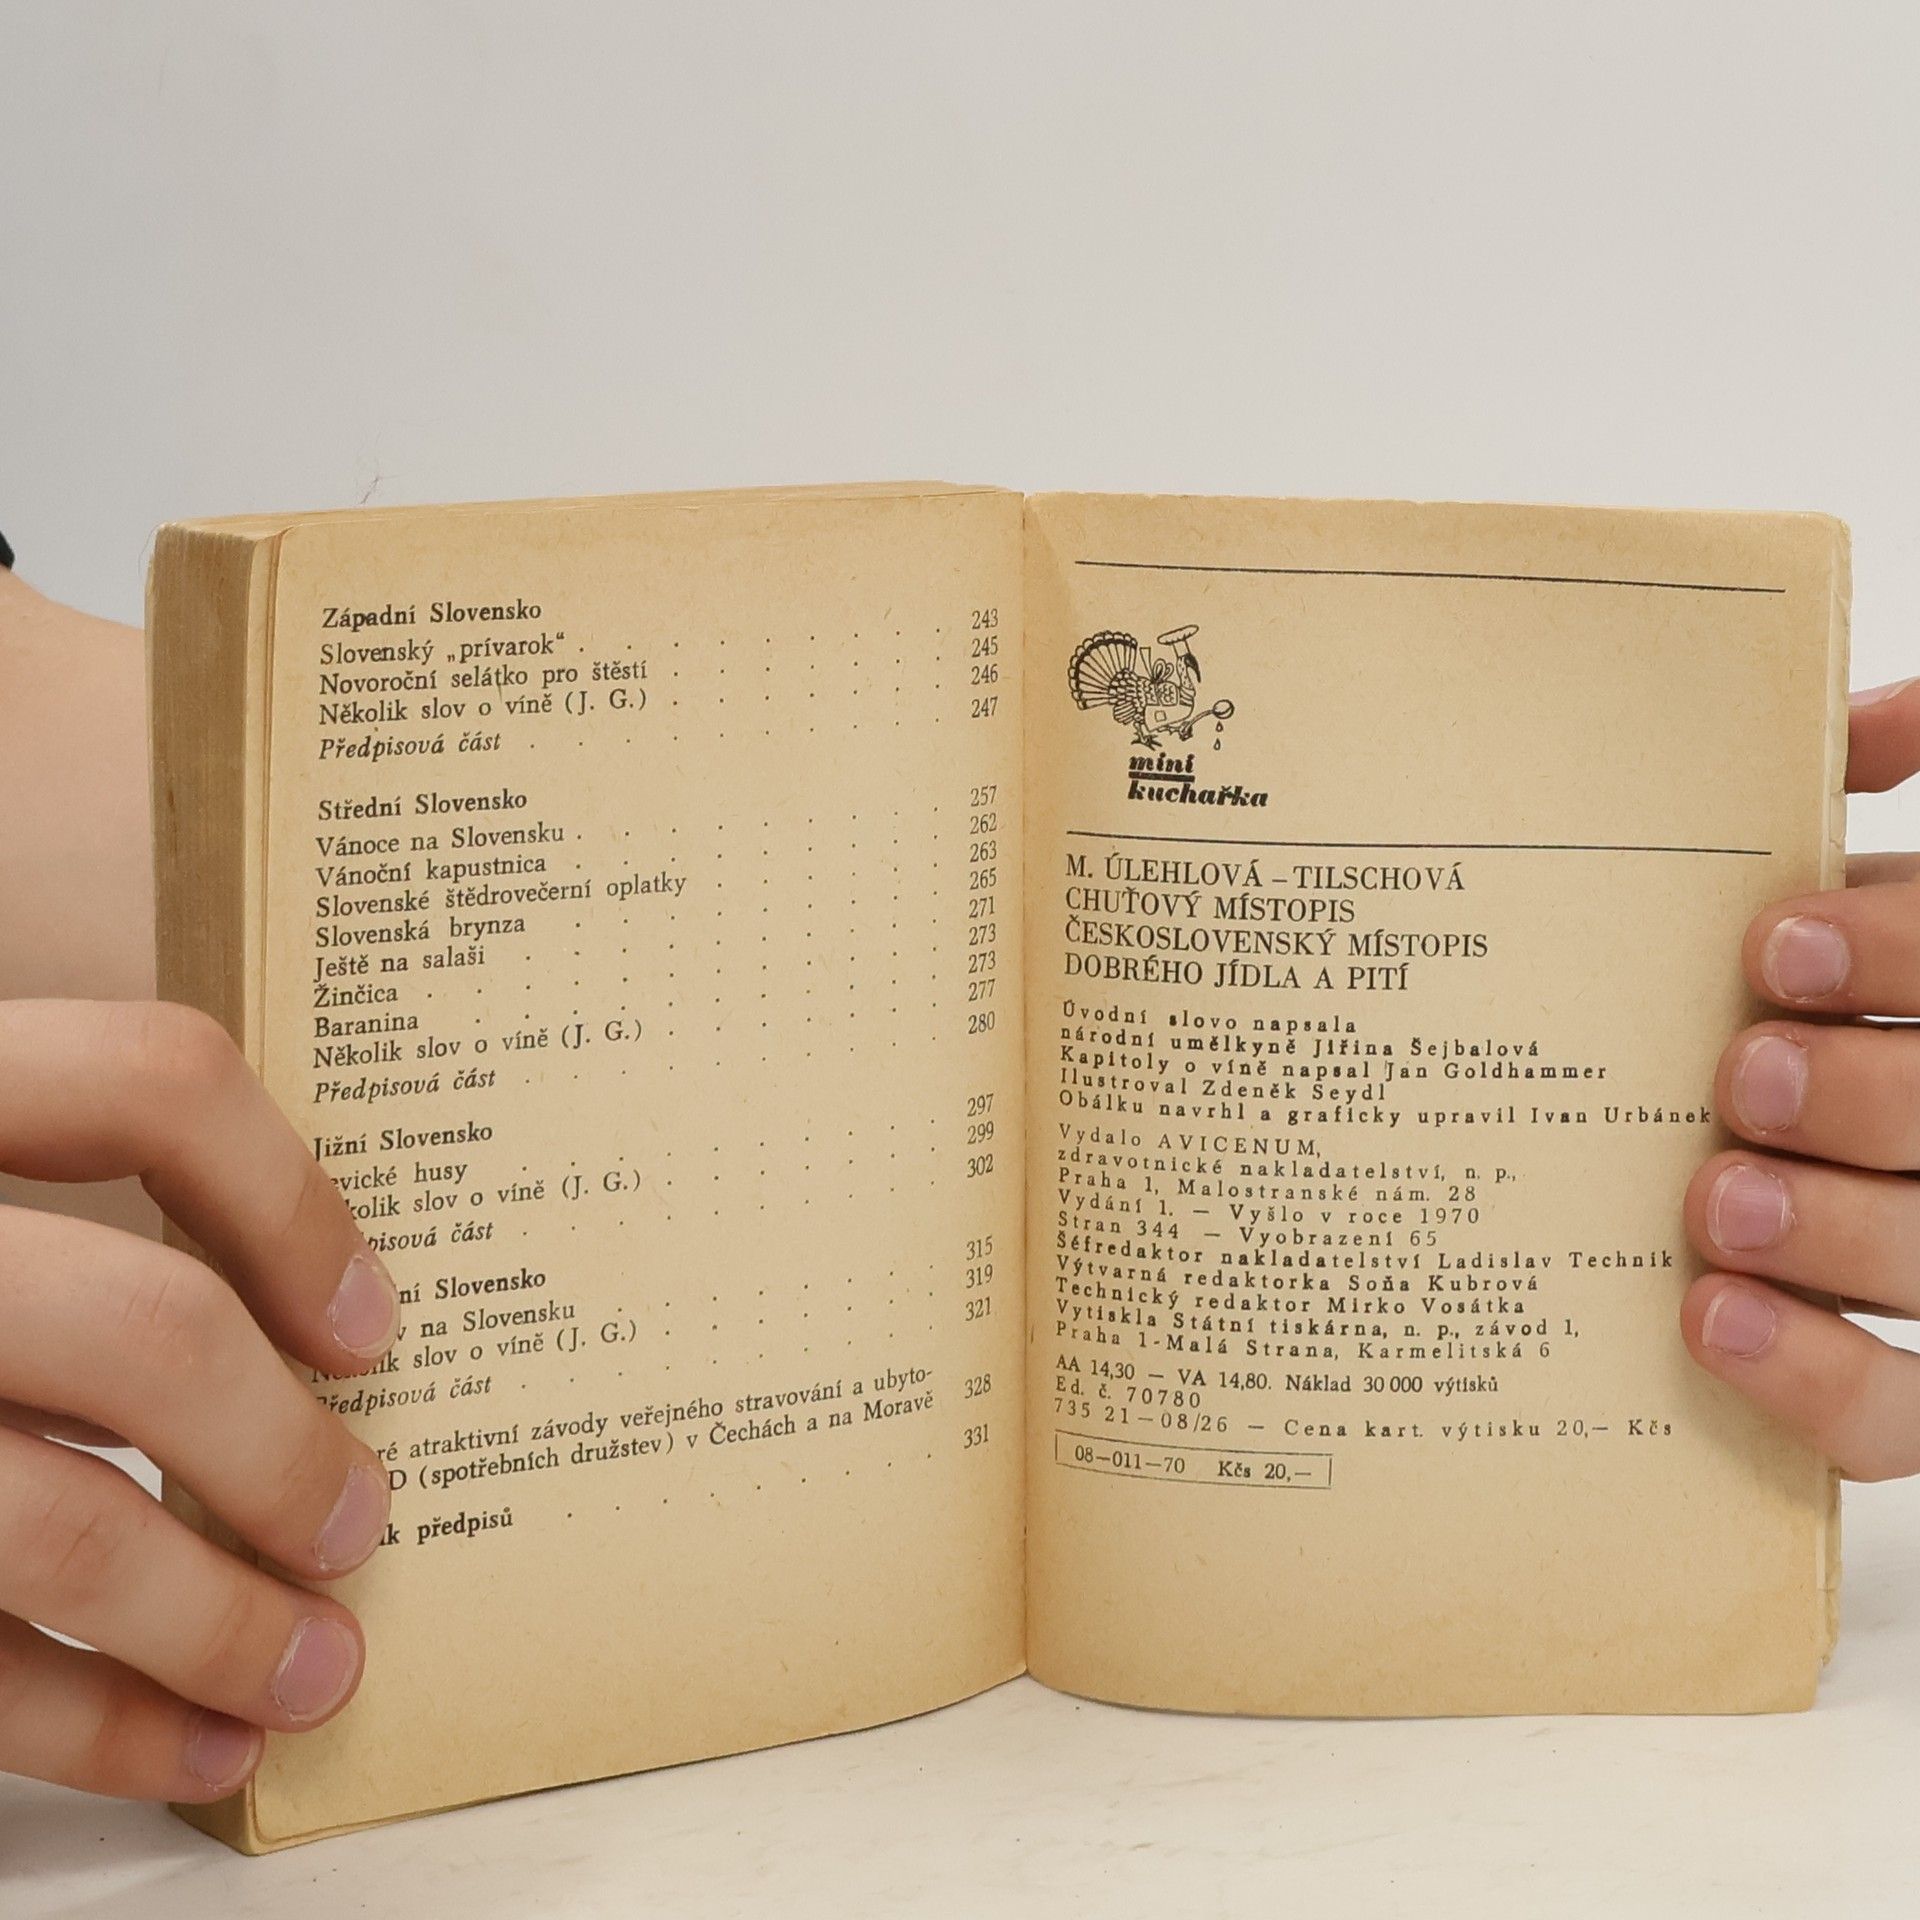 Západní Slovensko 243
Slovenský „prívarok“ . . . . . . . . 245
Novoroční selátko pro štěstí . . . . . . 246
Několik slov o víně (J. G.) . . . . . . 247
Předpisová část . . . . . . . . .
Střední Slovensko 257
Vánoce na Slovensku . . . . . . . . 262
Vánoční kapustnica . . . . . . . . 263
Slovenské štědrovečerní oplatky . . . . . 265
Slovenská brynza . . . . . . . . 271
Ještě na salaši . . . . . . . . . 273
Žinčica . . . . . . . . . . . 273
Baranina . . . . . . . . . . 277
Několik slov o víně (J. G.) . . . . . . 280
Předpisová část . . . . . . . . .
Jižní Slovensko 297
husy . . . . . . . . . 299
slov o víně (J. G.) . . . . . . 302
část . . . . . . . . .
Slovensko 315
na Slovensku . . . . . . . . 319
slov o víně (J. G.) . . . . . . 321
část . . . . . . . . .
atraktivní závody veřejného stravování a ubyto-
(spotřebních družstev) v Čechách a na Moravě 328
předpisů . . . . . . . . 331
mini
kuchařka
M. ÚLEHLOVÁ – TILSCHOVÁ
CHUŤOVÝ MÍSTOPIS
ČESKOSLOVENSKÝ MÍSTOPIS
DOBRÉHO JÍDLA A PITÍ
Úvodní slovo napsala
národní umělkyně Jiřina Šejbalová
Kapitoly o víně napsal Jan Goldhammer
Ilustroval Zdeněk Seydl
Obálku navrhl a graficky upravil Ivan Urbánek
Vydalo AVICENUM,
zdravotnické nakladatelství, n. p.,
Praha 1, Malostranské nám. 28
Vydání 1. — Vyšlo v roce 1970
Stran 344 — Vyobrazení 65
Šéfredaktor nakladatelství Ladislav Technik
Výtvarná redaktorka Soňa Kubrová
Technický redaktor Mirko Vosátka
Vytiskla Státní tiskárna, n. p., závod 1,
Praha 1-Malá Strana, Karmelitská 6
AA 14,30 — VA 14,80. Náklad 30 000 výtisků
Ed. č. 70780
735 21—08/26 — Cena kart. výtisku 20,— Kčs
08—011—70 Kčs 20,—